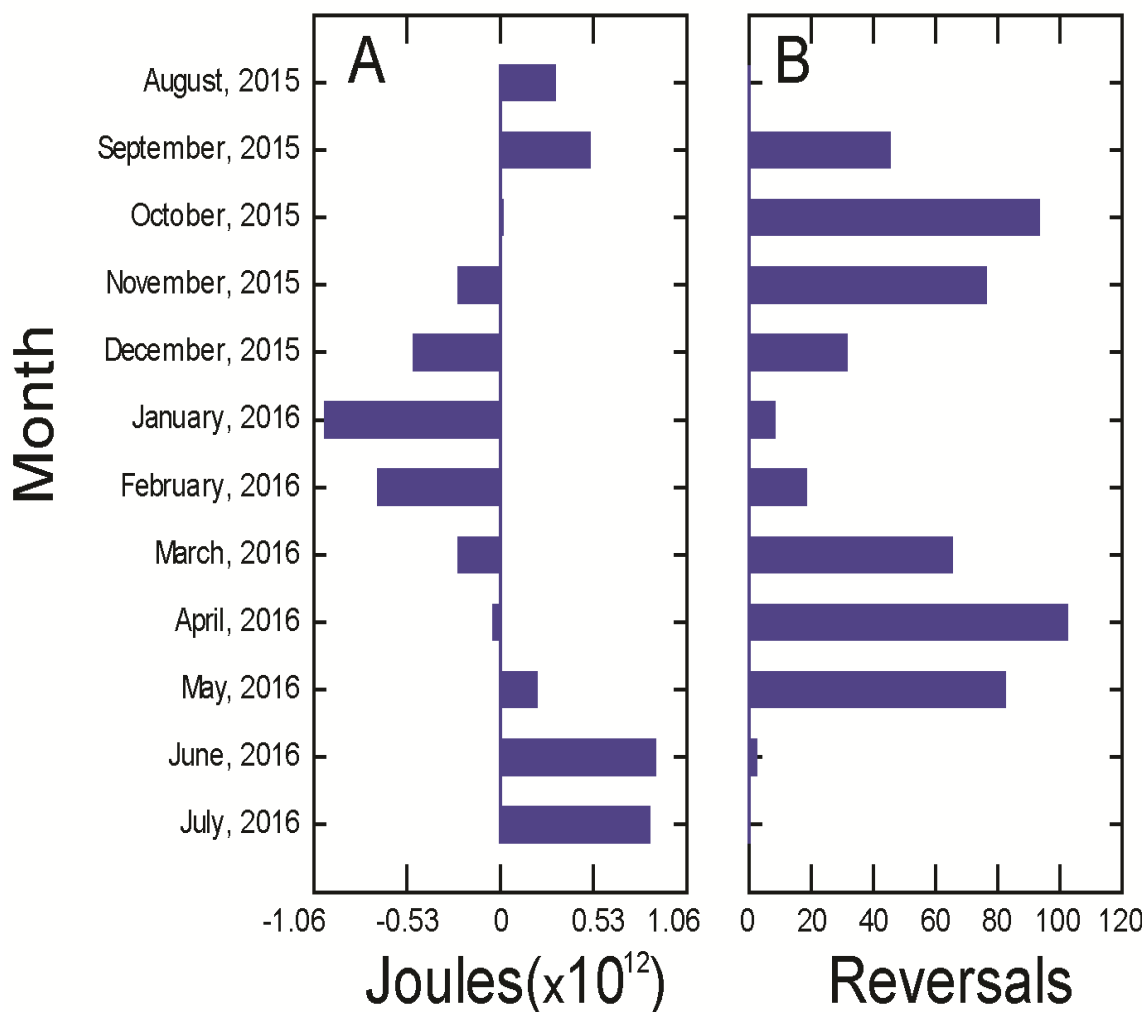 A
B
August, 2015
September, 2015
October, 2015
November, 2015
December, 2015
January, 2016
February, 2016
March, 2016
April, 2016
May, 2016
June, 2016
July, 2016
Month
-1.06 -0.53 0 0.53 1.06
0 20 40 60 80 100 120
Joules(x10¹²)
Reversals